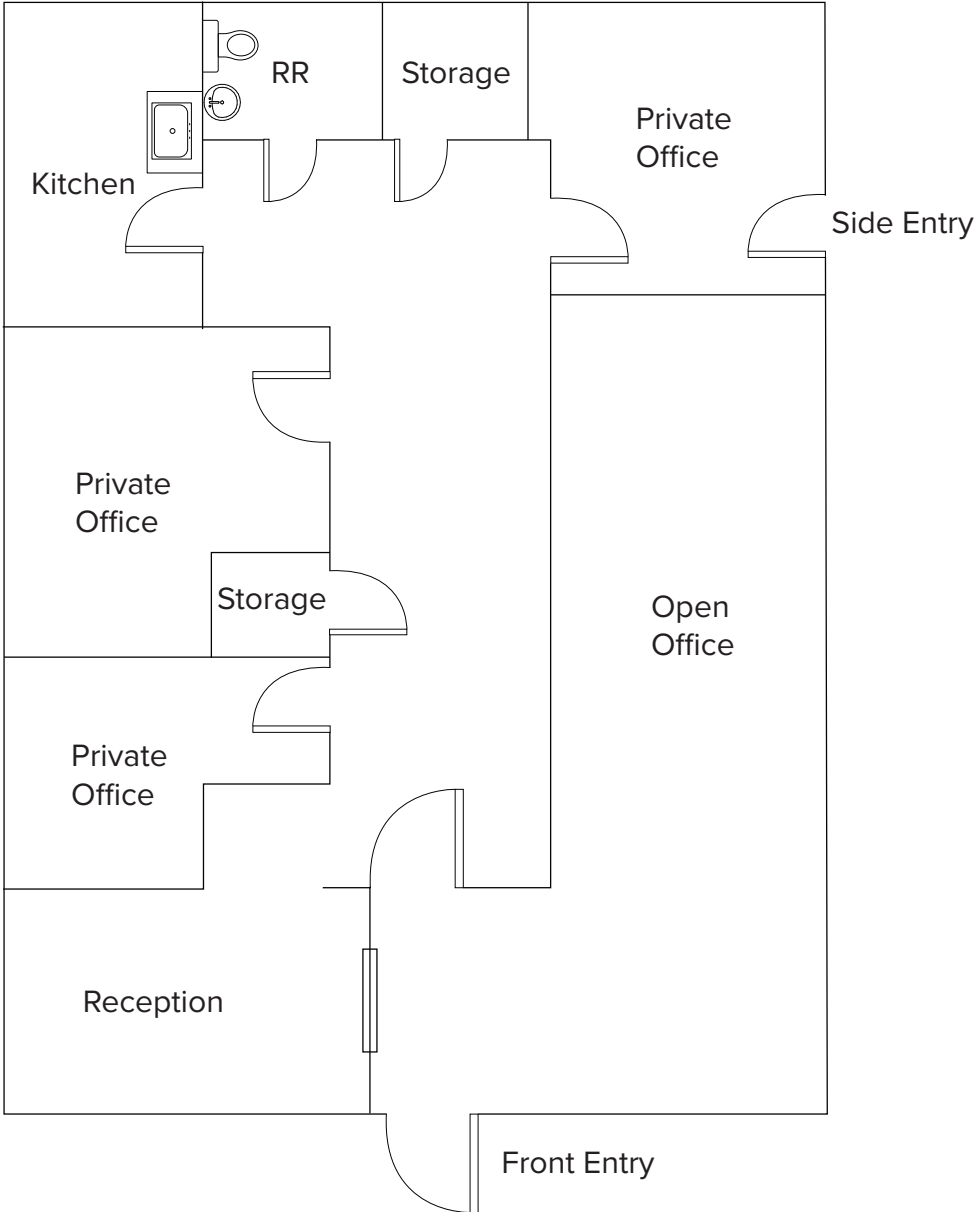 RR
Storage
Private
Office
Kitchen
Side Entry
Private
Office
Storage
Open
Office
Private
Office
Reception
Front Entry